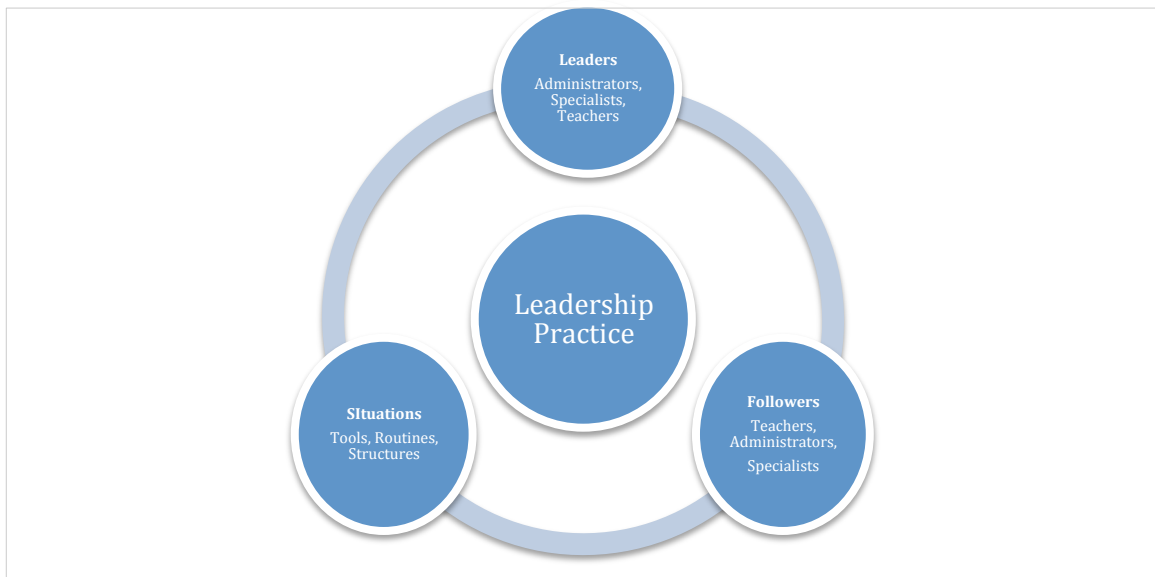 Leaders
Administrators,
Specialists,
Teachers
Leadership
Practice
SItuations
Tools, Routines,
Structures
Followers
Teachers,
Administrators,
Specialists